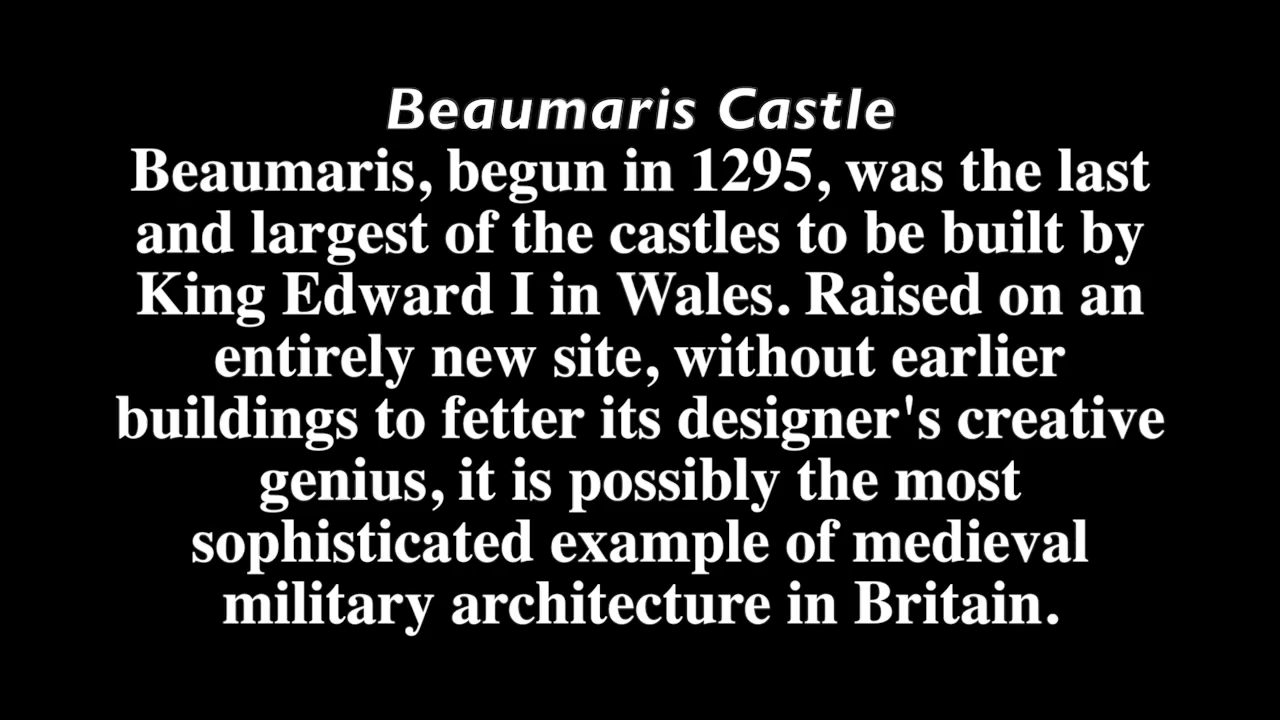 Beaumaris Castle
Beaumaris, begun in 1295, was the last
and largest of the castles to be built by
King Edward I in Wales. Raised on an
entirely new site, without earlier
buildings to fetter its designer's creative
genius, it is possibly the most
sophisticated example of medieval
military architecture in Britain.